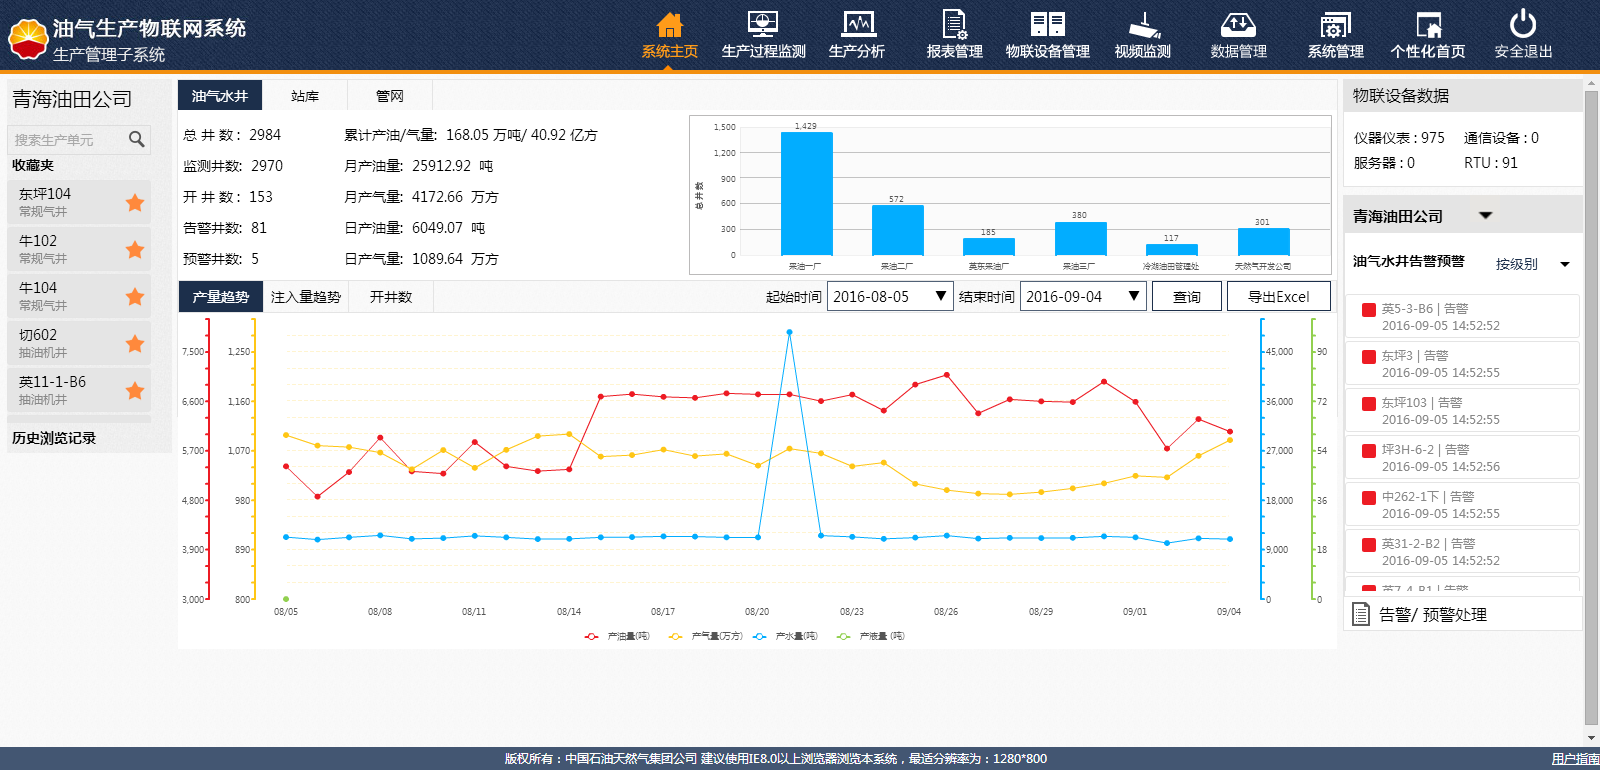 油气生产物联网系统
生产管理子系统
系统主页 生产过程监测 生产分析 报表管理 物联设备管理 视频监测 数据管理 系统管理 个性化首页 安全退出
青海油田公司
搜索生产单元
收藏夹
东坪104
常规气井
牛102
常规气井
牛104
常规气井
切602
抽油机井
英11-1-B6
抽油机井
历史浏览记录
油气水井 站库 管网
总 井 数： 2984 累计产油/气量: 168.05 万吨/ 40.92 亿方
监测井数: 2970 月产油量: 25912.92 吨
开 井 数： 153 月产气量: 4172.66 万方
告警井数: 81 日产油量: 6049.07 吨
预警井数: 5 日产气量: 1089.64 万方
总井数
1,500
1,200
900
600
300
0
1,429 572 185 380 117 301
采油一厂 采油二厂 英东采油厂 采油三厂 冷湖油田管理处 天然气开发公司
产量趋势 注入量趋势 开井数
起始时间 2016-08-05 ▼ 结束时间 2016-09-04 ▼ 查询 导出Excel
7,500 1,250 45,000 90
6,600 1,160 36,000 72
5,700 1,070 27,000 54
4,800 980 18,000 36
3,900 890 9,000 18
3,000 800 0 0
08/05 08/08 08/11 08/14 08/17 08/20 08/23 08/26 08/29 09/01 09/04
产油量(吨) 产气量(万方) 产水量(吨) 产液量 (吨)
物联设备数据
仪器仪表 : 975 通信设备 : 0
服务器 : 0 RTU : 91
青海油田公司
油气水井告警预警 按级别
英5-3-B6 | 告警
2016-09-05 14:52:52
东坪3 | 告警
2016-09-05 14:52:55
东坪103 | 告警
2016-09-05 14:52:55
坪3H-6-2 | 告警
2016-09-05 14:52:56
中262-1下 | 告警
2016-09-05 14:52:55
英31-2-B2 | 告警
2016-09-05 14:52:52
英7-4-B1 | 告警
告警/ 预警处理
版权所有：中国石油天然气集团公司 建议使用IE8.0以上浏览器浏览本系统，最适分辨率为：1280*800
用户指南